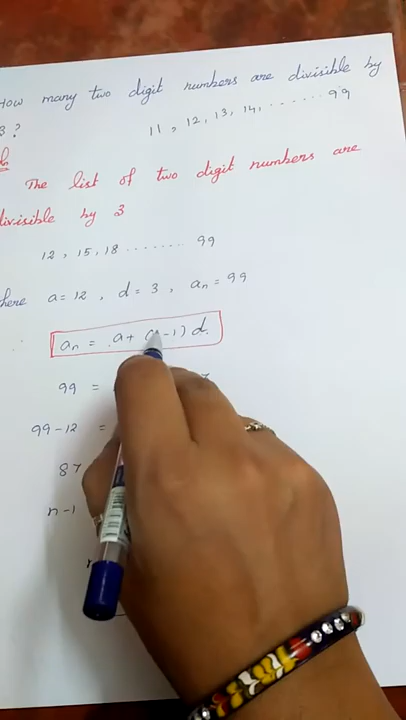 How many two digit numbers are divisible by
3? 11, 12, 13, 14, ...... 99
The list of two digit numbers are
divisible by 3
12, 15, 18 ........ 99
a = 12, d = 3, an = 99
an = a + ( -1) d.
99 =
99 - 12 =
87
n - 1